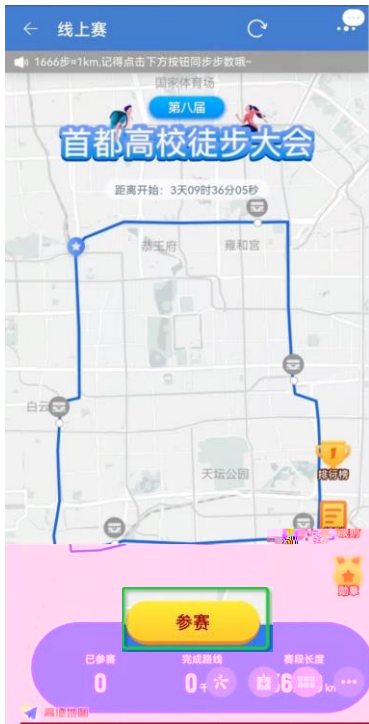 线上赛
1666步≈1km,记得点击下方按钮同步步数哦~
国家体育场
第八届
首都高校徒步大会
距离开始：3天09时36分05秒
恭王府
雍和宫
白云
1
排行榜
天坛公园
勋章
参赛
已参赛
完成路线
赛段长度
0
0
高德地图